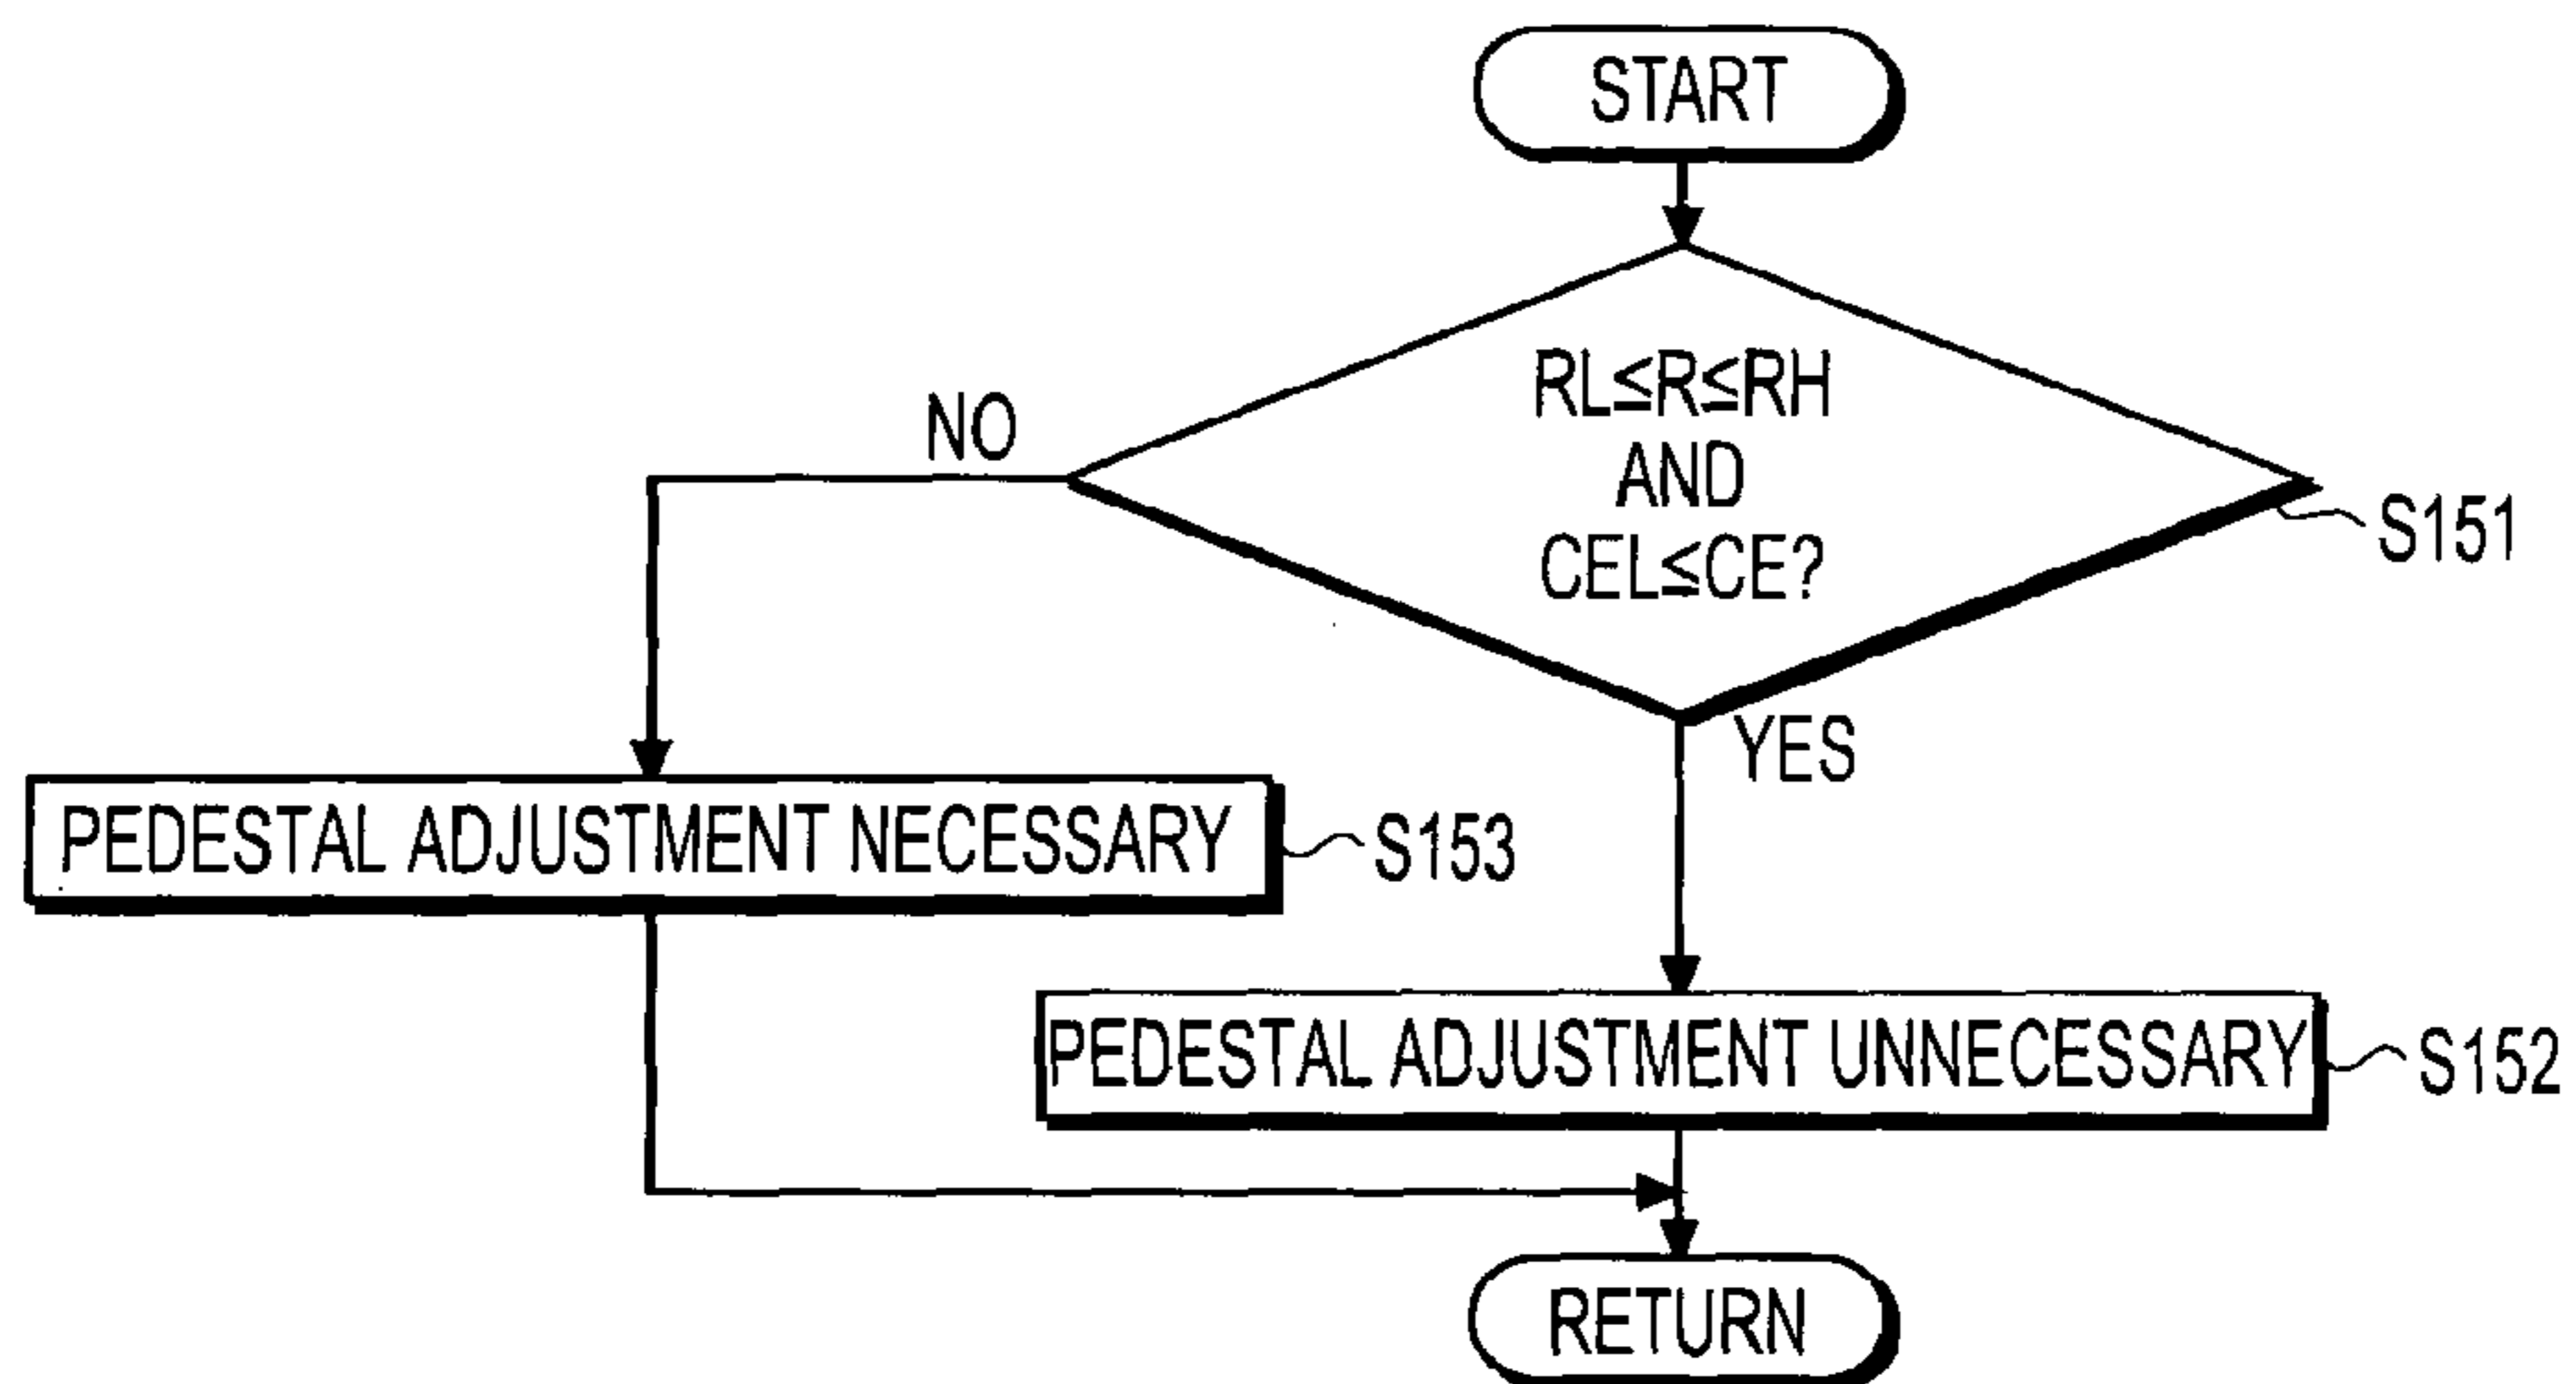 START
RL≤R≤RH
AND
CEL≤CE?
S151
NO
YES
PEDESTAL ADJUSTMENT NECESSARY
S153
PEDESTAL ADJUSTMENT UNNECESSARY
S152
RETURN